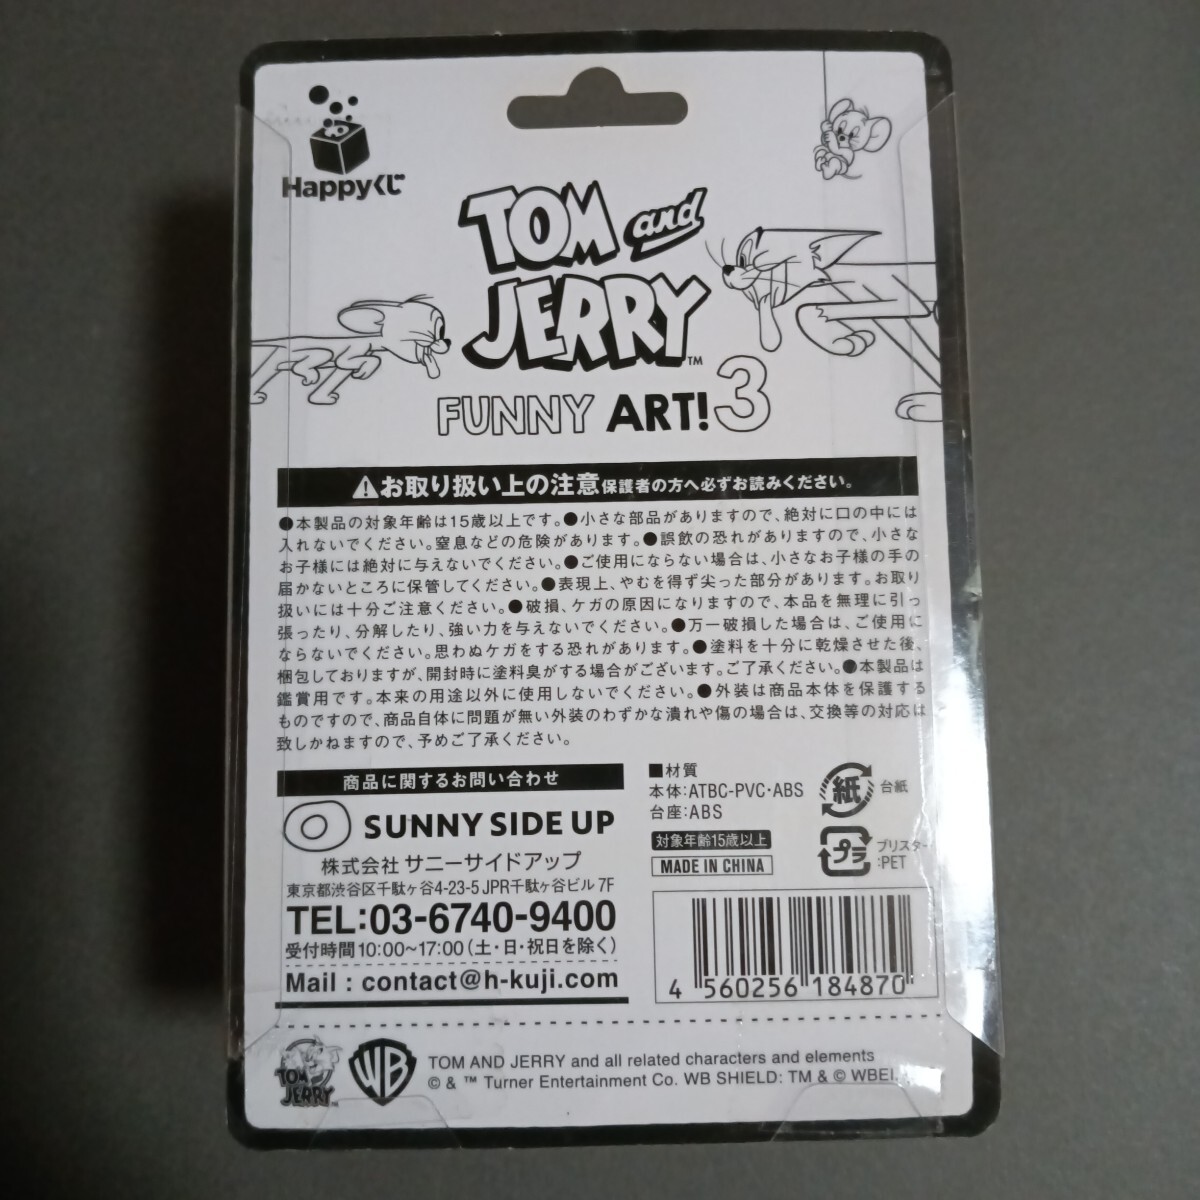 Happyくじ
TOM and
JERRY™
FUNNY ART!3
⚠お取り扱い上の注意 保護者の方へ必ずお読みください。
●本製品の対象年齢は15歳以上です。●小さな部品がありますので、絶対に口の中には
入れないでください。窒息などの危険があります。●誤飲の恐れがありますので、小さな
お子様には絶対に与えないでください。●ご使用にならない場合は、小さなお子様の手の
届かないところに保管してください。●表現上、やむを得ず尖った部分があります。お取り
扱いには十分ご注意ください。●破損、ケガの原因になりますので、本品を無理に引っ
張ったり、分解したり、強い力を与えないでください。●万一破損した場合は、ご使用に
ならないでください。思わぬケガをする恐れがあります。●塗料を十分に乾燥させた後、
梱包しておりますが、開封時に塗料臭がする場合がございます。ご了承ください。●本製品は
鑑賞用です。本来の用途以外に使用しないでください。●外装は商品本体を保護する
ものですので、商品自体に問題が無い外装のわずかな潰れや傷の場合は、交換等の対応は
致しかねますので、予めご了承ください。
商品に関するお問い合わせ
SUNNY SIDE UP
株式会社 サニーサイドアップ
東京都渋谷区千駄ヶ谷4-23-5 JPR千駄ヶ谷ビル 7F
TEL:03-6740-9400
受付時間 10:00~17:00(土・日・祝日を除く)
Mail : contact@h-kuji.com
■材質
本体:ATBC-PVC・ABS
台座:ABS
対象年齢15歳以上
MADE IN CHINA
紙 台紙
プラ ブリスター
:PET
4 560256 184870
TOM and JERRY™
WB
TOM AND JERRY and all related characters and elements
© & ™ Turner Entertainment Co. WB SHIELD: TM & © WBEI.